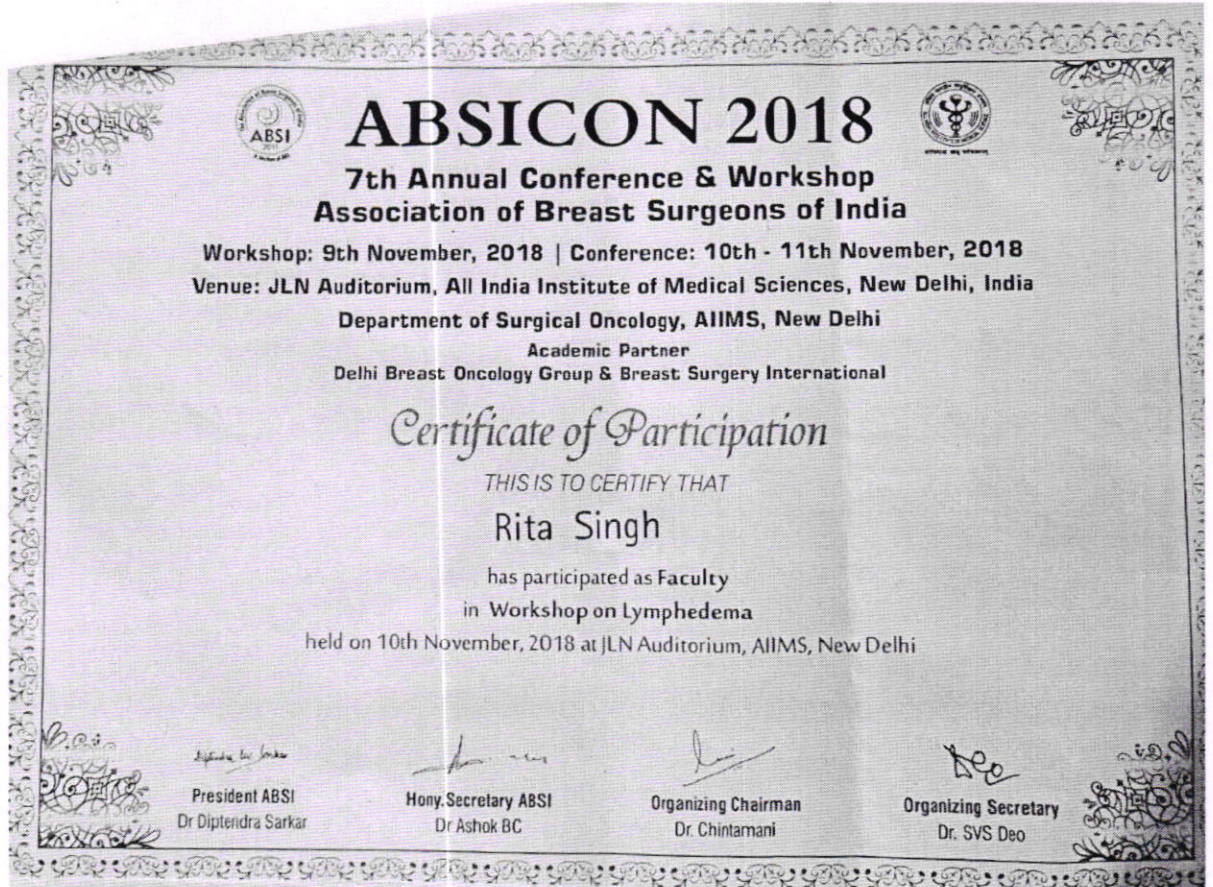 ABSI
ABSICON 2018
7th Annual Conference & Workshop
Association of Breast Surgeons of India
Workshop: 9th November, 2018 | Conference: 10th - 11th November, 2018
Venue: JLN Auditorium, All India Institute of Medical Sciences, New Delhi, India
Department of Surgical Oncology, AIIMS, New Delhi
Academic Partner
Delhi Breast Oncology Group & Breast Surgery International
Certificate of Participation
THIS IS TO CERTIFY THAT
Rita Singh
has participated as Faculty
in Workshop on Lymphedema
held on 10th November, 2018 at JLN Auditorium, AIIMS, New Delhi
President ABSI
Dr Diptendra Sarkar
Hony.Secretary ABSI
Dr Ashok BC
Organizing Chairman
Dr. Chintamani
Organizing Secretary
Dr. SVS Deo